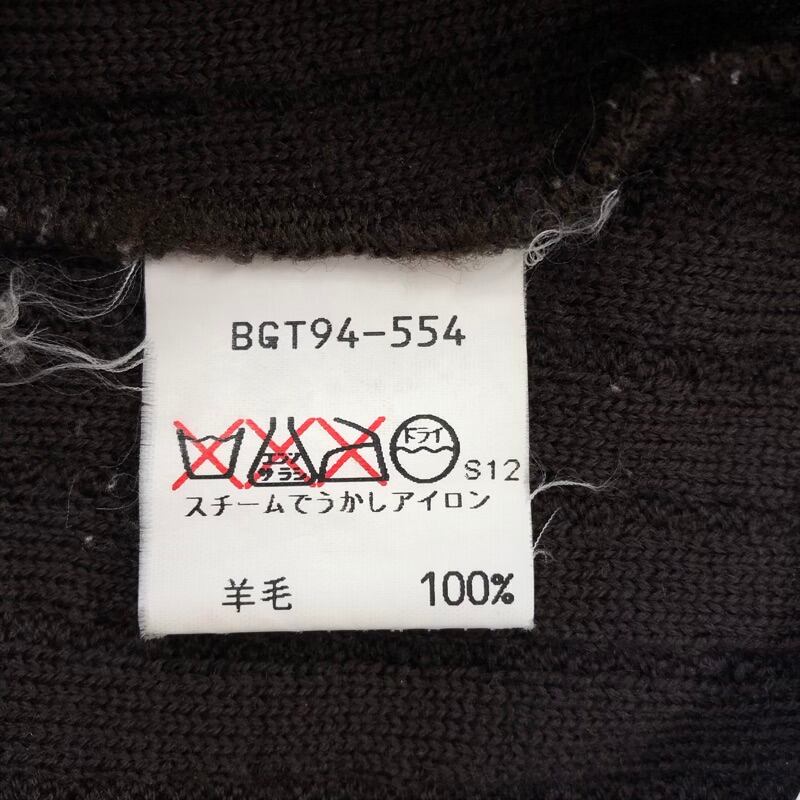 BGT94-554
エンソ
サラシ
ドライ
S12
スチームでうかしアイロン
羊毛 100%